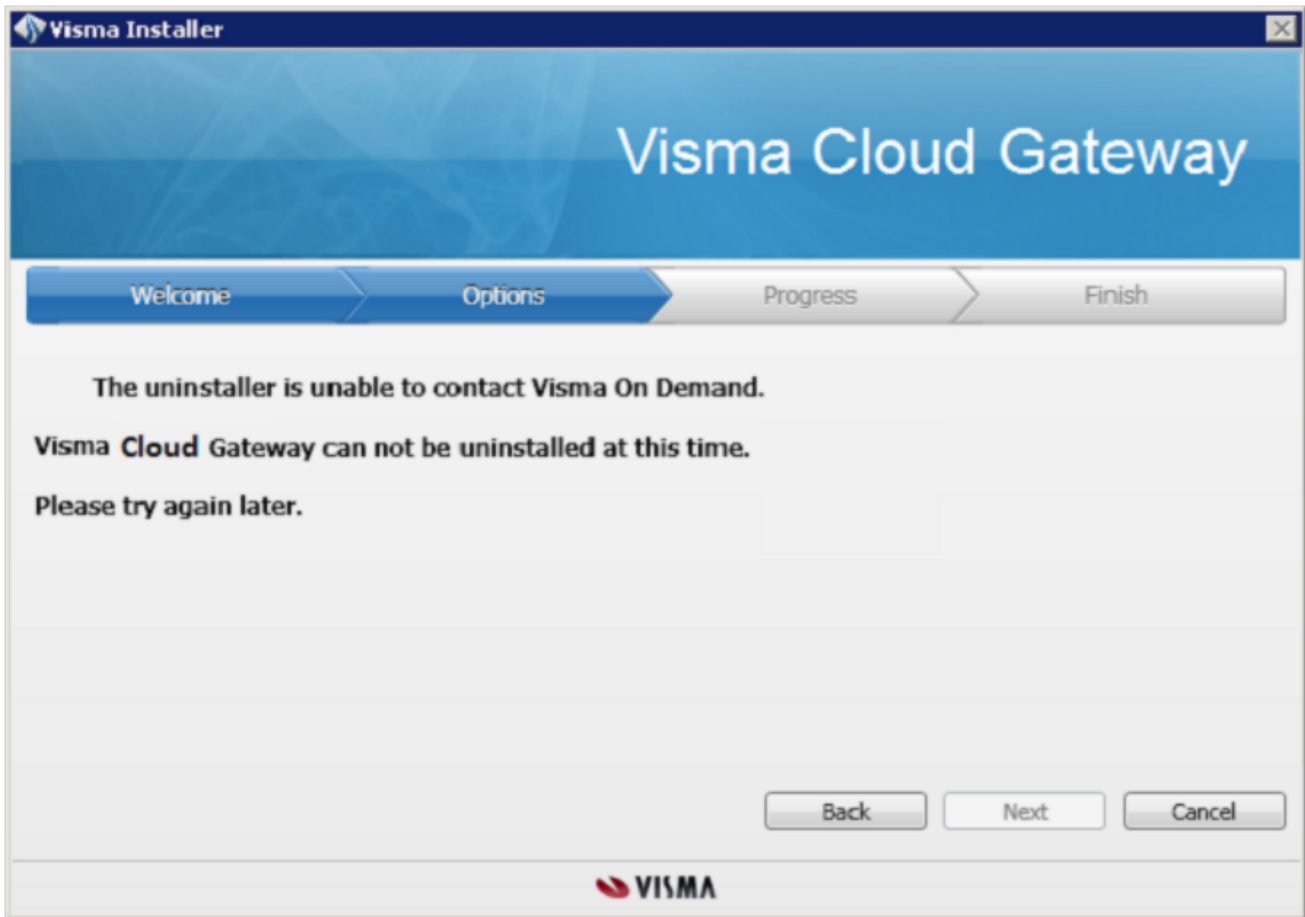 Visma Installer
Visma Cloud Gateway
Welcome Options Progress Finish
The uninstaller is unable to contact Visma On Demand.
Visma Cloud Gateway can not be uninstalled at this time.
Please try again later.
Back Next Cancel
VISMA